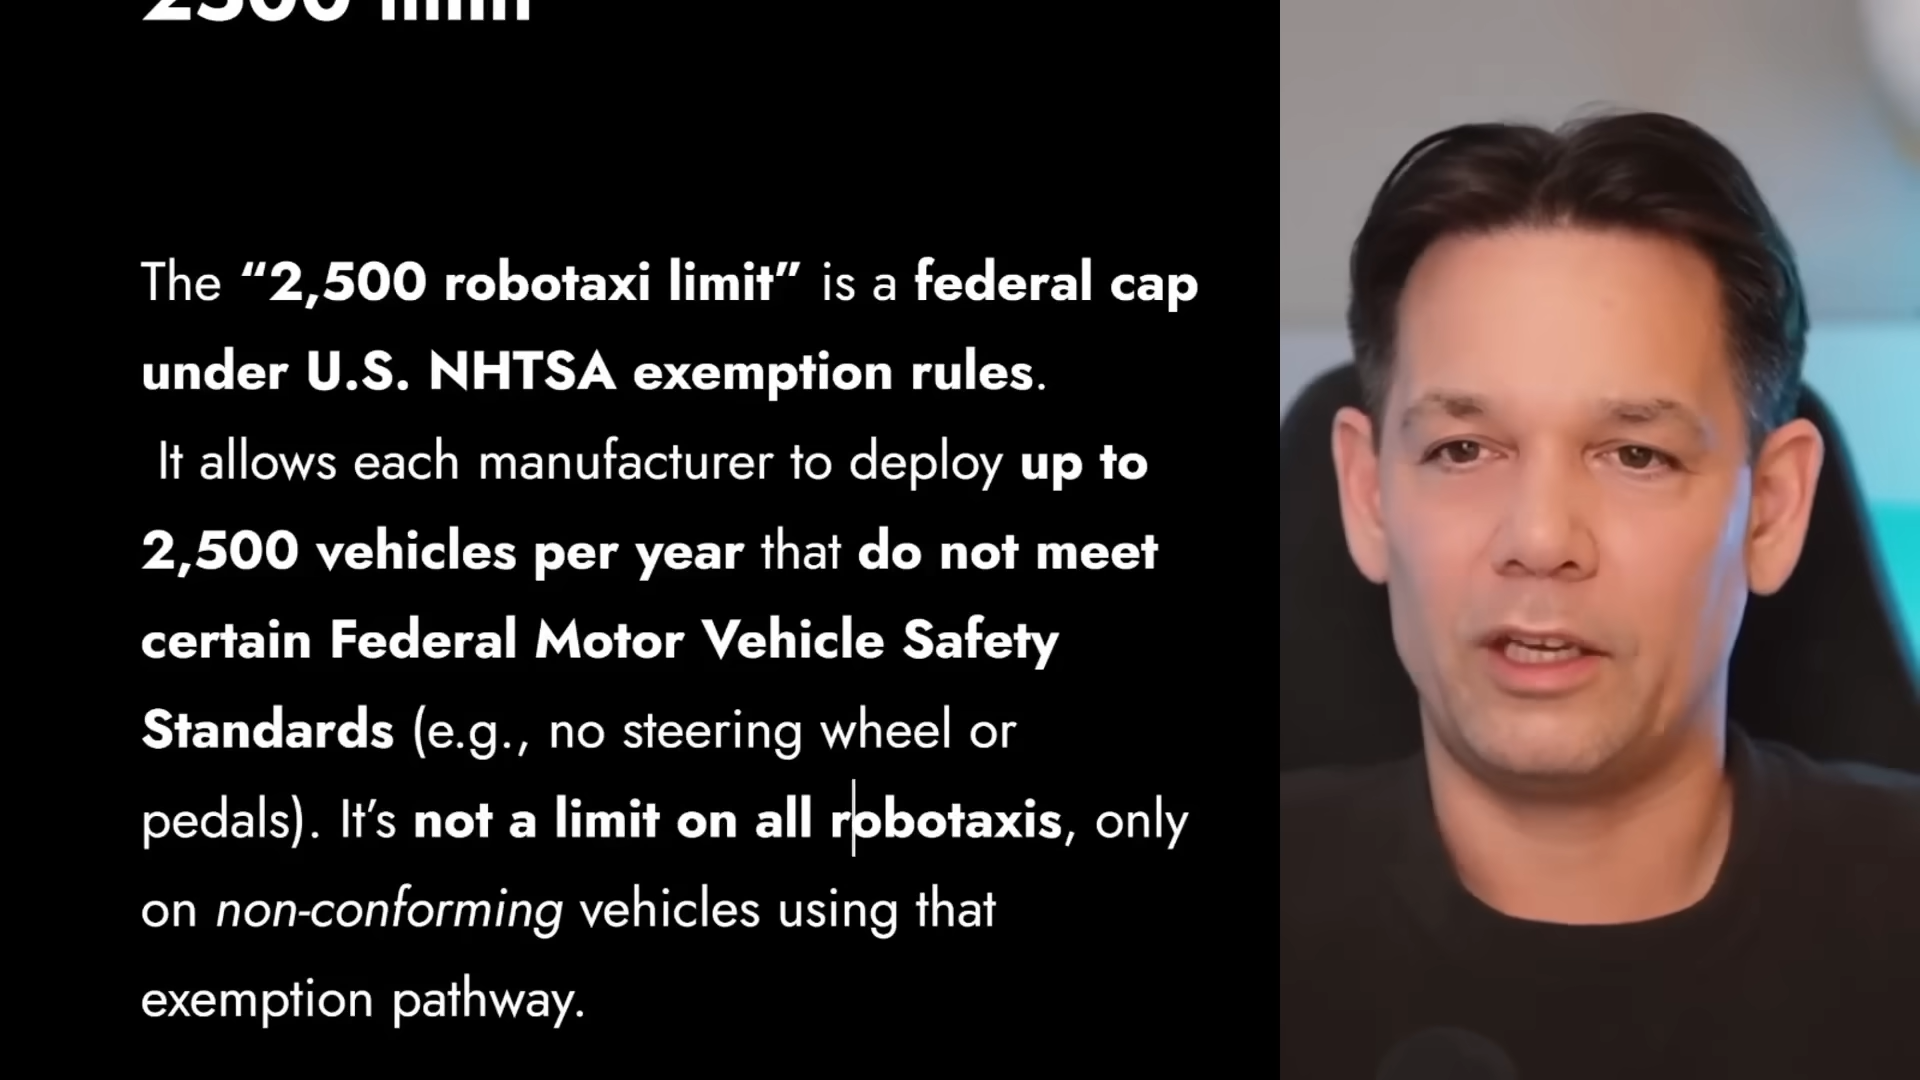 2500 limit
The “2,500 robotaxi limit” is a federal cap
under U.S. NHTSA exemption rules.
It allows each manufacturer to deploy up to
2,500 vehicles per year that do not meet
certain Federal Motor Vehicle Safety
Standards (e.g., no steering wheel or
pedals). It’s not a limit on all robotaxis, only
on non-conforming vehicles using that
exemption pathway.